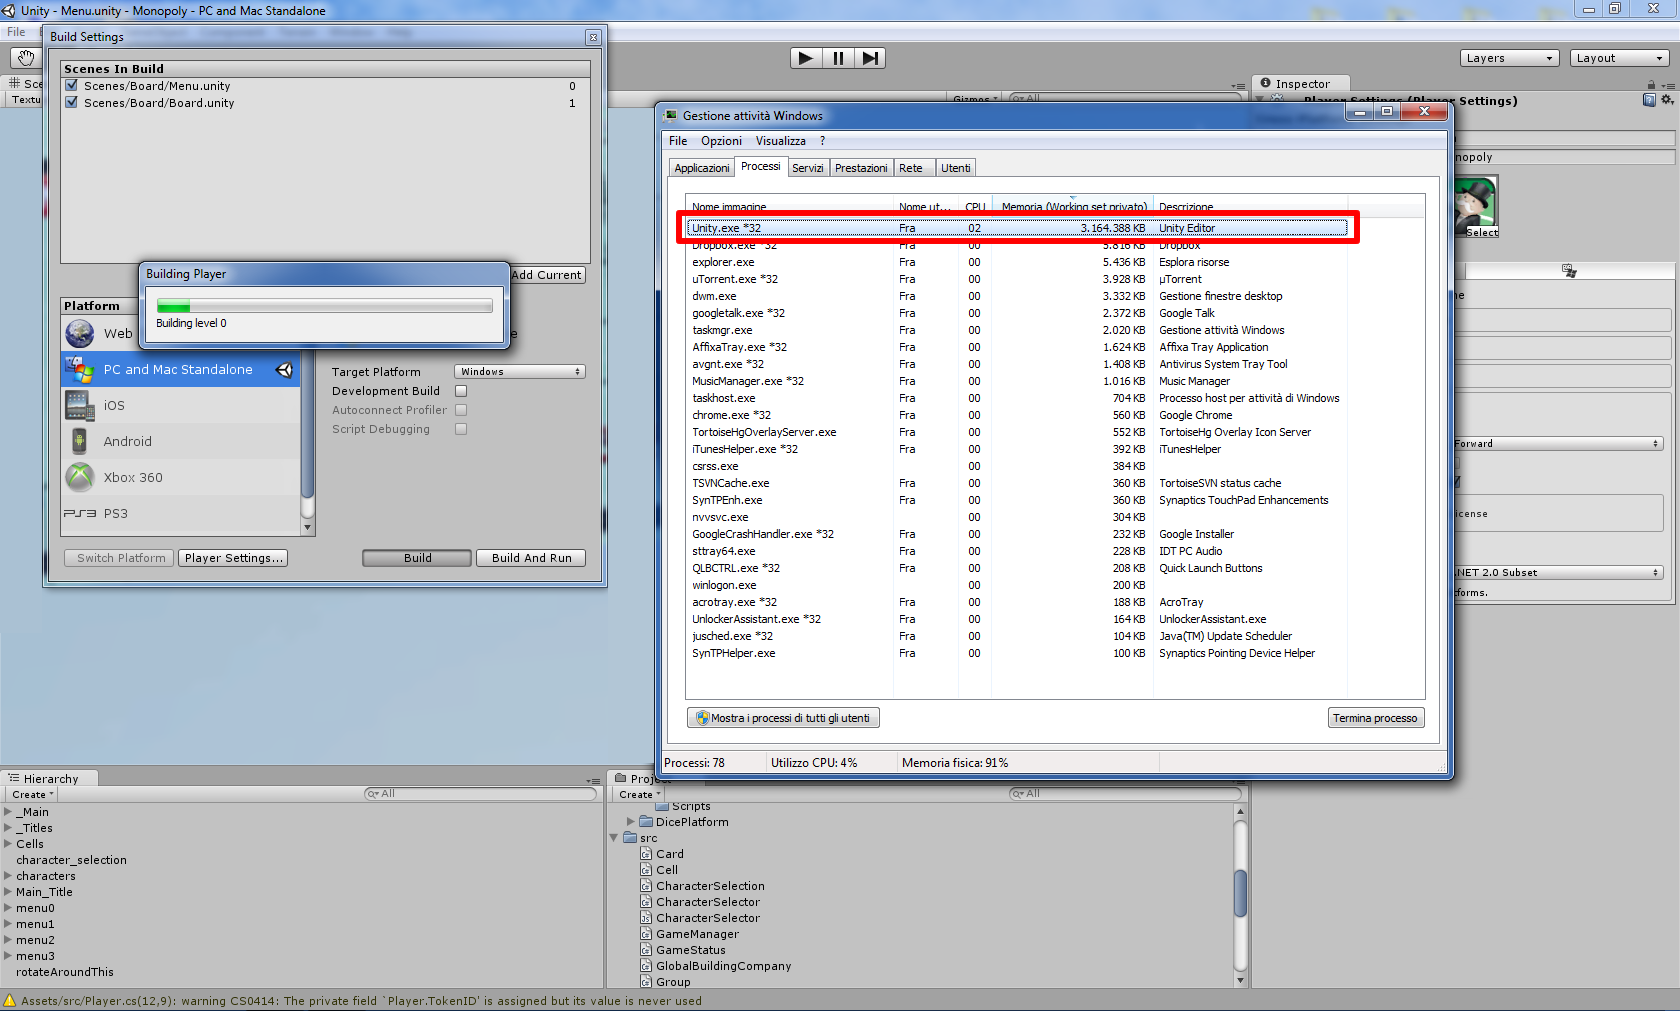 Unity - Menu.unity - Monopoly - PC and Mac Standalone
File
Build Settings
Scenes In Build
Scenes/Board/Menu.unity 0
Scenes/Board/Board.unity 1
Add Current
Building Player
Building level 0
Platform
Web
PC and Mac Standalone
iOS
Android
Xbox 360
PS3
Target Platform Windows
Development Build
Autoconnect Profiler
Script Debugging
Switch Platform Player Settings... Build Build And Run
Layers Layout
Sce
Textu
Gizmos All
Inspector
Player Settings (Player Settings)
nopoly
Select
Forward
icense
.NET 2.0 Subset
tforms.
Gestione attività Windows
File Opzioni Visualizza ?
Applicazioni Processi Servizi Prestazioni Rete Utenti
Nome immagine Nome ut... CPU Memoria (Working set privato) Descrizione
Unity.exe *32 Fra 02 3.164.388 KB Unity Editor
Dropbox.exe *32 Fra 00 5.816 KB Dropbox
explorer.exe Fra 00 5.436 KB Esplora risorse
uTorrent.exe *32 Fra 00 3.928 KB µTorrent
dwm.exe Fra 00 3.332 KB Gestione finestre desktop
googletalk.exe *32 Fra 00 2.372 KB Google Talk
taskmgr.exe Fra 00 2.020 KB Gestione attività Windows
AffixaTray.exe *32 Fra 00 1.624 KB Affixa Tray Application
avgnt.exe *32 Fra 00 1.408 KB Antivirus System Tray Tool
MusicManager.exe *32 Fra 00 1.016 KB Music Manager
taskhost.exe Fra 00 704 KB Processo host per attività di Windows
chrome.exe *32 Fra 00 560 KB Google Chrome
TortoiseHgOverlayServer.exe Fra 00 552 KB TortoiseHg Overlay Icon Server
iTunesHelper.exe *32 Fra 00 392 KB iTunesHelper
csrss.exe 00 384 KB
TSVNCache.exe Fra 00 360 KB TortoiseSVN status cache
SynTPEnh.exe Fra 00 360 KB Synaptics TouchPad Enhancements
nvvsvc.exe 00 304 KB
GoogleCrashHandler.exe *32 Fra 00 232 KB Google Installer
sttray64.exe Fra 00 228 KB IDT PC Audio
QLBCTRL.exe *32 Fra 00 208 KB Quick Launch Buttons
winlogon.exe 00 200 KB
acrotray.exe *32 Fra 00 188 KB AcroTray
UnlockerAssistant.exe *32 Fra 00 164 KB UnlockerAssistant.exe
jusched.exe *32 Fra 00 104 KB Java(TM) Update Scheduler
SynTPHelper.exe Fra 00 100 KB Synaptics Pointing Device Helper
Mostra i processi di tutti gli utenti Termina processo
Processi: 78 Utilizzo CPU: 4% Memoria fisica: 91%
Hierarchy
Create All
_Main
_Titles
Cells
character_selection
characters
Main_Title
menu0
menu1
menu2
menu3
rotateAroundThis
Proje
Create All
Scripts
DicePlatform
src
Card
Cell
CharacterSelection
CharacterSelector
CharacterSelector
GameManager
GameStatus
GlobalBuildingCompany
Group
Assets/src/Player.cs(12,9): warning CS0414: The private field `Player.TokenID' is assigned but its value is never used